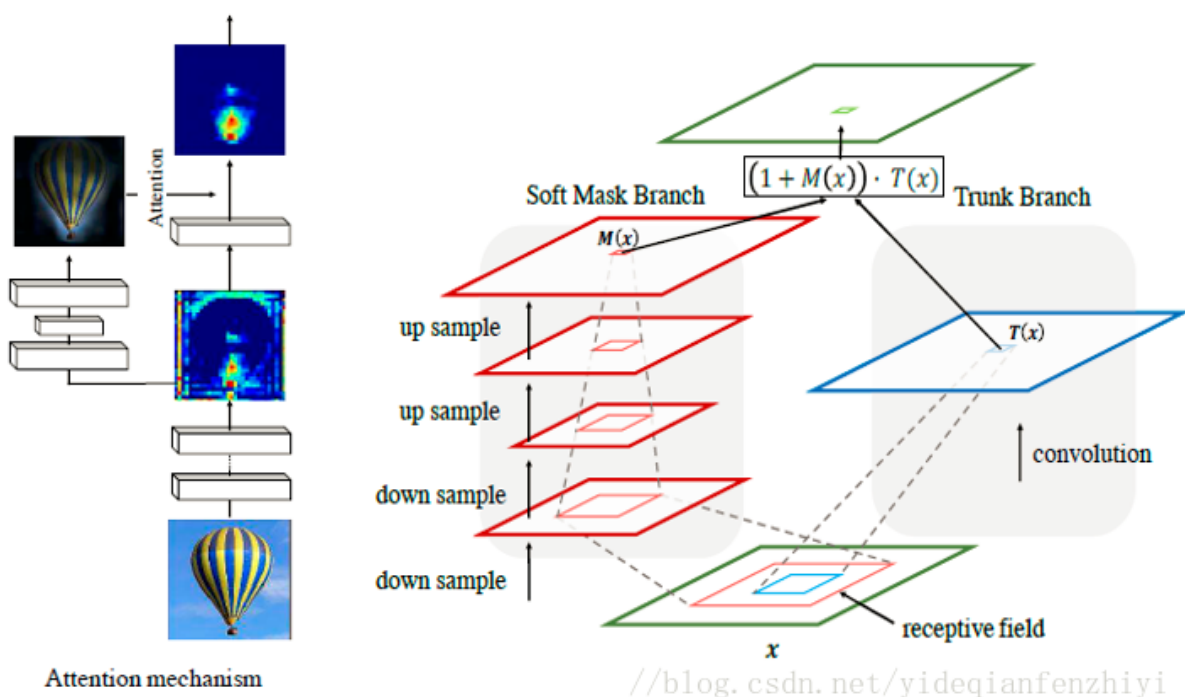 Attention
Attention mechanism
(1 + M(x)) · T(x)
Soft Mask Branch
Trunk Branch
M(x)
T(x)
up sample
up sample
convolution
down sample
down sample
receptive field
x
//blog.csdn.net/yideqianfenzhiyi